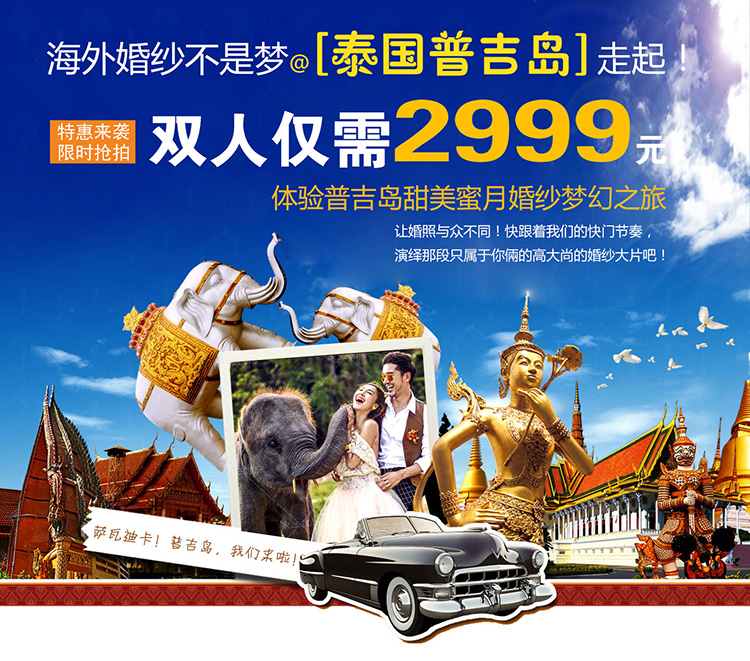 海外婚纱不是梦@[泰国普吉岛]走起！
特惠来袭
限时抢拍
双人仅需2999元
体验普吉岛甜美蜜月婚纱梦幻之旅
让婚照与众不同！快跟着我们的快门节奏，
演绎那段只属于你俩的高大尚的婚纱大片吧！
萨瓦迪卡！普吉岛，我们来啦！